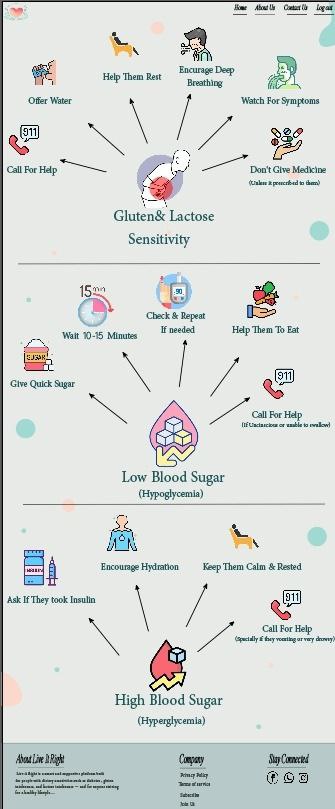 Home About Us Contact Us Log out
Help Them Rest
Encurage Deep
Breathing
Offer Water
Watch For Symptoms
911
Call For Help
Don't Give Medicine
(Unless it prescribed to them)
Gluten& Lactose
Sensitivity
15min
90
Check & Repeat
If needed
Wait 10-15 Minutes
Help Them To Eat
SUGAR
Give Quick Sugar
911
Call For Help
(If Unciascious or unable to swallow)
Low Blood Sugar
(Hypoglycemia)
Encourage Hydration
Keep Them Calm & Rested
INSULIN
Ask If They took Insulin
911
Call For Help
(Specially if they vomiting or very drowsy)
High Blood Sugar
(Hyperglycemia)
About Live It Right
Company
Stay Connected
Live it Right is a smart and supportive platform built
for people with dietary sensitivities such as diabetes , gluten
intolerance, and lactose intolerance — and for anyone striving
for a healthy lifestyle...
Privacy Policy
Terms of service
Subscribe
Join Us